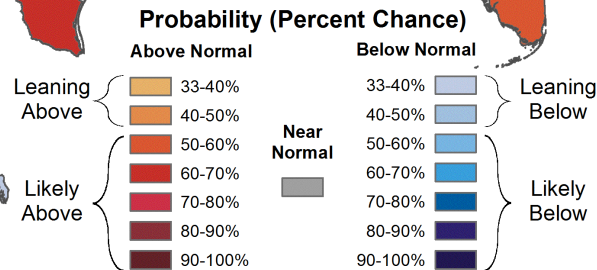 Probability (Percent Chance)
Above Normal
Below Normal
Leaning
Above
33-40%
40-50%
Likely
Above
50-60%
60-70%
70-80%
80-90%
90-100%
Near
Normal
33-40%
40-50%
Leaning
Below
50-60%
60-70%
70-80%
80-90%
90-100%
Likely
Below